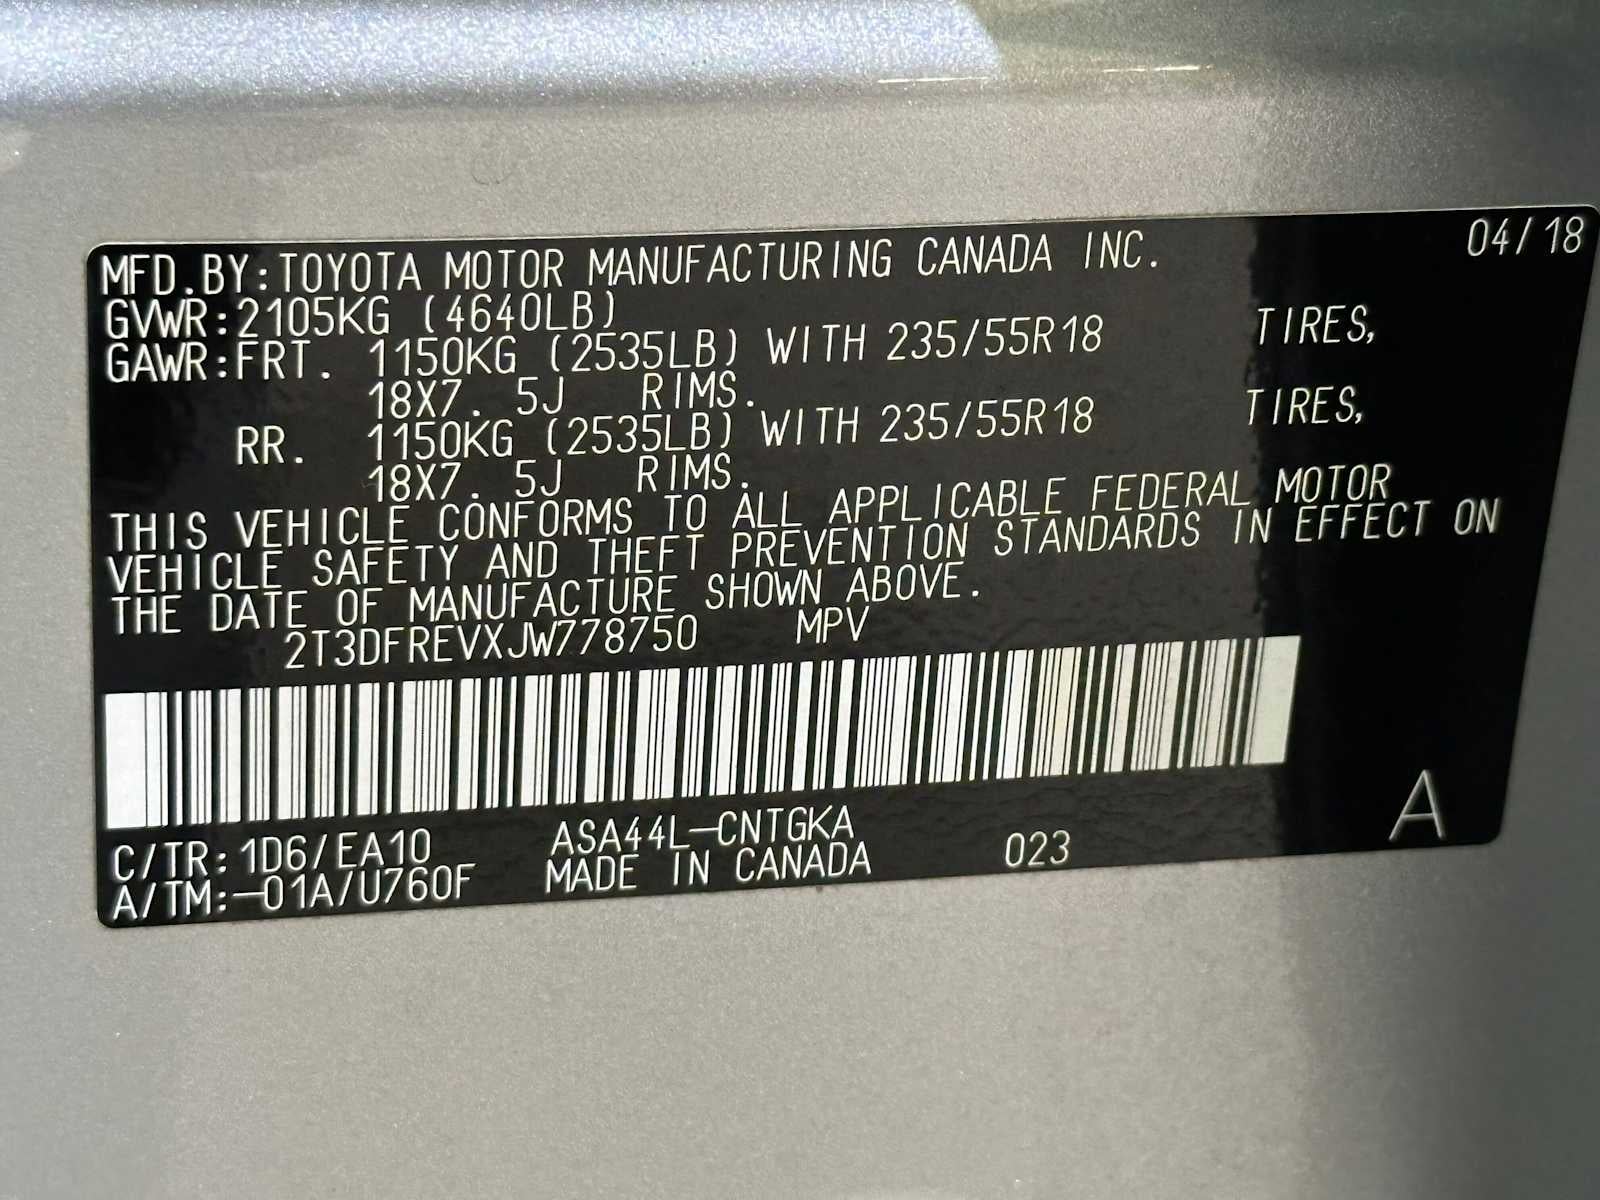 04/18
MFD.BY:TOYOTA MOTOR MANUFACTURING CANADA INC.
GVWR:2105KG (4640LB)
GAWR:FRT. 1150KG (2535LB) WITH 235/55R18 TIRES,
18X7. 5J RIMS.
RR. 1150KG (2535LB) WITH 235/55R18 TIRES,
18X7. 5J RIMS.
THIS VEHICLE CONFORMS TO ALL APPLICABLE FEDERAL MOTOR
VEHICLE SAFETY AND THEFT PREVENTION STANDARDS IN EFFECT ON
THE DATE OF MANUFACTURE SHOWN ABOVE.
2T3DFREVXJW778750 MPV
C/TR:1D6/EA10 ASA44L-CNTGKA
A/TM:-01A/U760F MADE IN CANADA 023
A